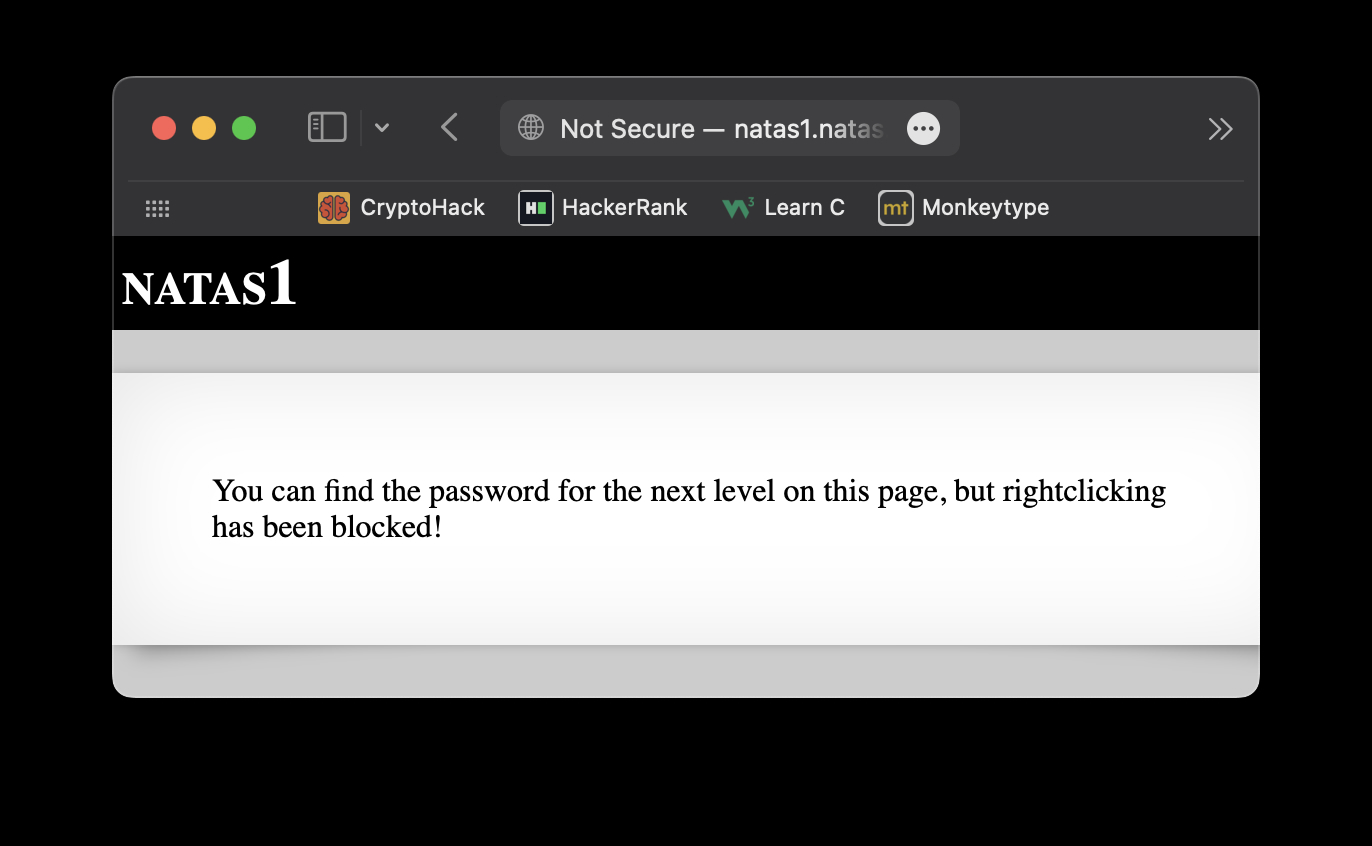 Not Secure — natas1.natas
CryptoHack HackerRank Learn C Monkeytype
NATAS1
You can find the password for the next level on this page, but rightclicking
has been blocked!